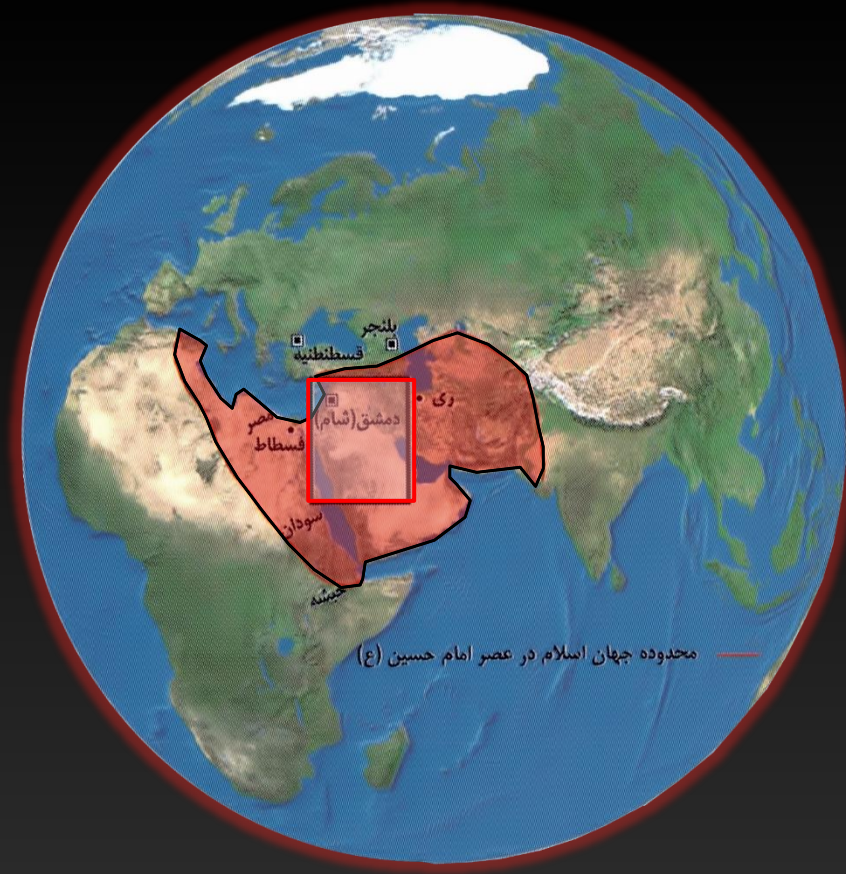 بلنجر
قسطنطنیه
ری
دمشق(شام)
مصر
فسطاط
سودان
حبشه
محدوده جهان اسلام در عصر امام حسین (ع)